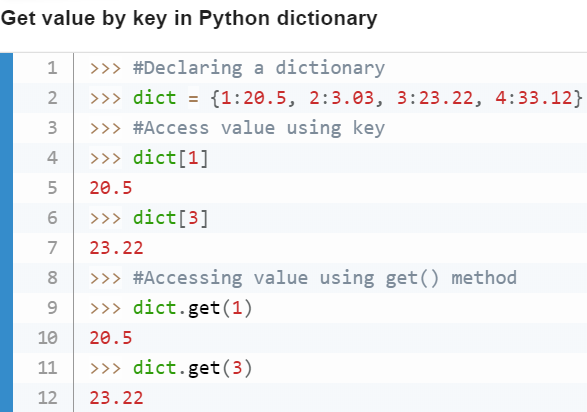 Get value by key in Python dictionary
1 >>> #Declaring a dictionary
2 >>> dict = {1:20.5, 2:3.03, 3:23.22, 4:33.12}
3 >>> #Access value using key
4 >>> dict[1]
5 20.5
6 >>> dict[3]
7 23.22
8 >>> #Accessing value using get() method
9 >>> dict.get(1)
10 20.5
11 >>> dict.get(3)
12 23.22